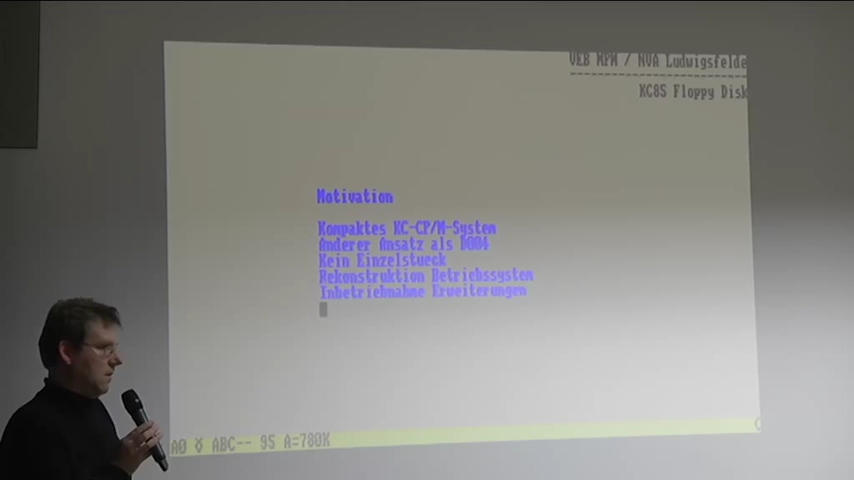 VEB MPM / NVA Ludwigsfelde
KC85 Floppy Disk
Motivation
Kompaktes KC-CP/M-System
Anderer Ansatz als D004
Kein Einzelstueck
Rekonstruktion Betriebssystem
Inbetriebnahme Erweiterungen
A0 ABC-- 95 A=780K